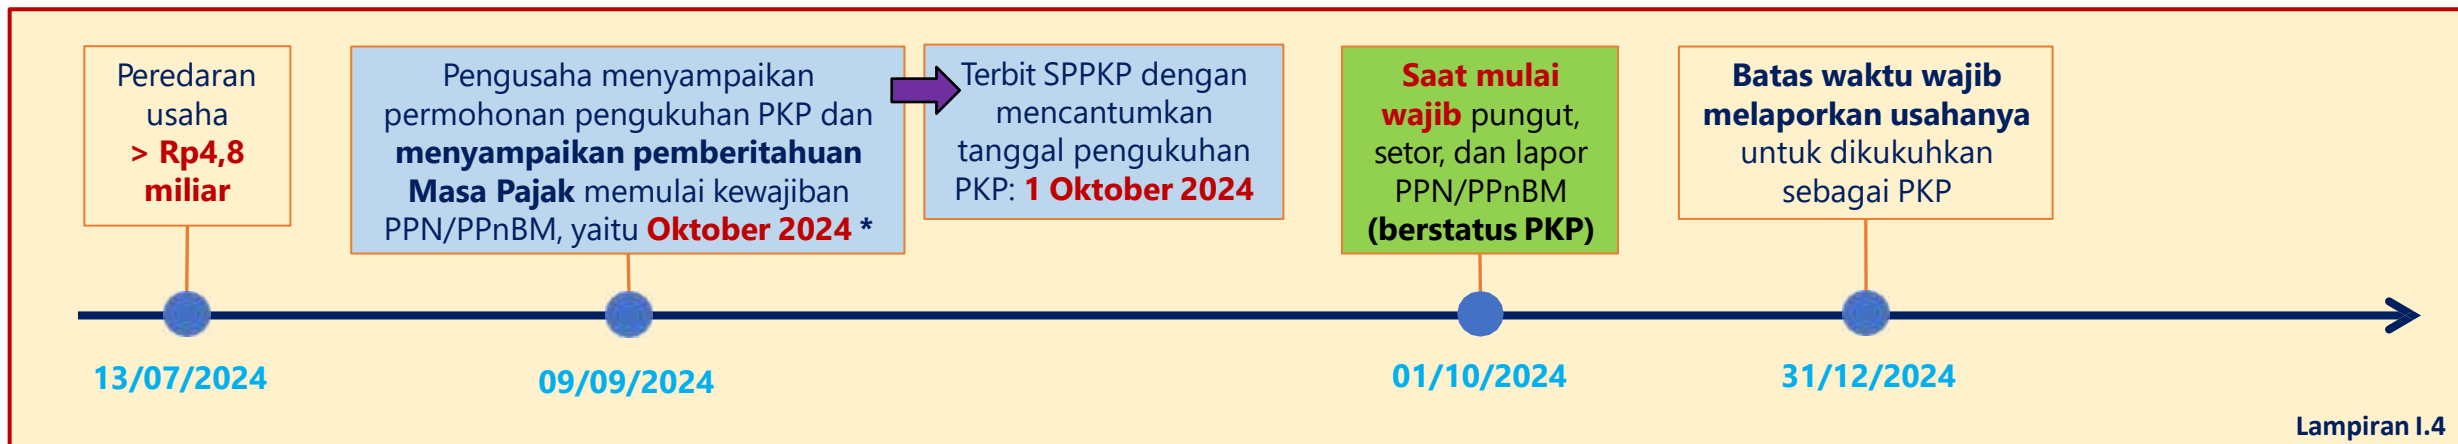 Peredaran
usaha
> Rp4,8
miliar
Pengusaha menyampaikan
permohonan pengukuhan PKP dan
menyampaikan pemberitahuan
Masa Pajak memulai kewajiban
PPN/PPnBM, yaitu Oktober 2024 *
Terbit SPPKP dengan
mencantumkan
tanggal pengukuhan
PKP: 1 Oktober 2024
Saat mulai
wajib pungut,
setor, dan lapor
PPN/PPnBM
(berstatus PKP)
Batas waktu wajib
melaporkan usahanya
untuk dikukuhkan
sebagai PKP
13/07/2024
09/09/2024
01/10/2024
31/12/2024
Lampiran I.4